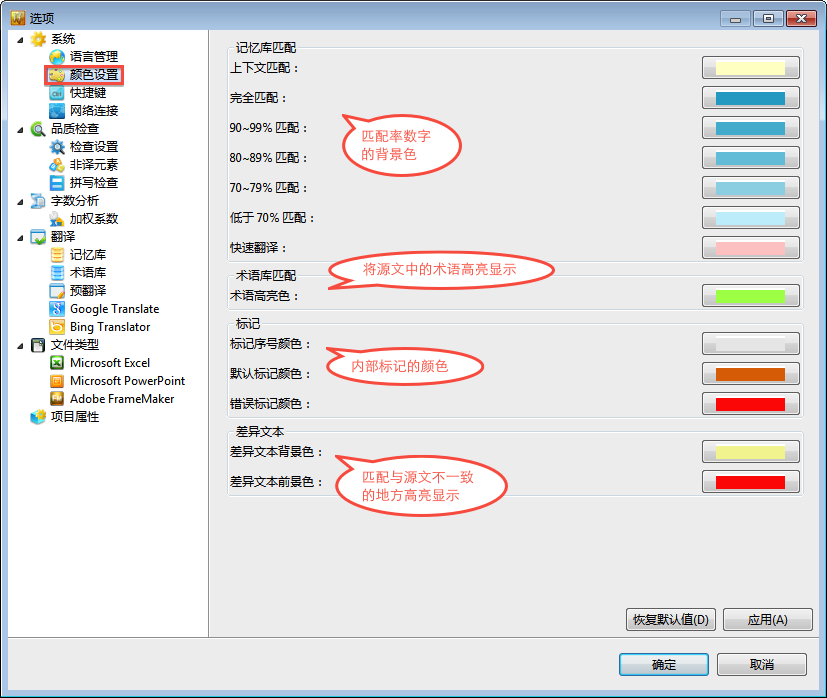 选项
系统
语言管理
颜色设置
快捷键
网络连接
品质检查
检查设置
非译元素
拼写检查
字数分析
加权系数
翻译
记忆库
术语库
预翻译
Google Translate
Bing Translator
文件类型
Microsoft Excel
Microsoft PowerPoint
Adobe FrameMaker
项目属性
记忆库匹配
上下文匹配：
完全匹配：
90~99% 匹配：
80~89% 匹配：
70~79% 匹配：
低于 70% 匹配：
快速翻译：
匹配率数字
的背景色
术语库匹配
术语高亮色：
将源文中的术语高亮显示
标记
标记序号颜色：
默认标记颜色：
错误标记颜色：
内部标记的颜色
差异文本
差异文本背景色：
差异文本前景色：
匹配与源文不一致
的地方高亮显示
恢复默认值(D)
应用(A)
确定
取消